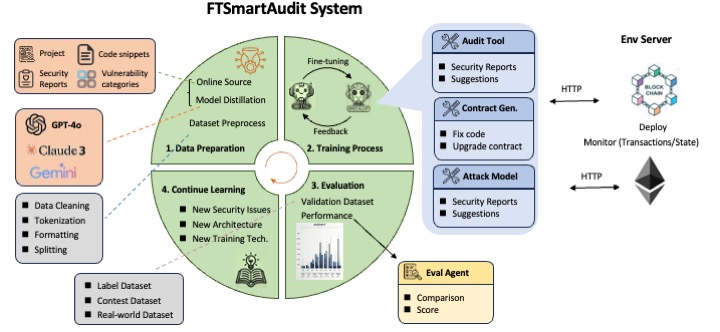 FTSmartAudit System
Project
Code snippets
Security Reports
Vulnerability categories
GPT-4o
Claude 3
Gemini
Data Cleaning
Tokenization
Formatting
Splitting
Label Dataset
Contest Dataset
Real-world Dataset
Online Source
Model Distillation
Dataset Preprocess
1. Data Preparation
Fine-tuning
Feedback
2. Training Process
4. Continue Learning
New Security Issues
New Architecture
New Training Tech.
3. Evaluation
Validation Dataset
Performance
Audit Tool
Security Reports
Suggestions
Contract Gen.
Fix code
Upgrade contract
Attack Model
Security Reports
Suggestions
Eval Agent
Comparison
Score
HTTP
HTTP
Env Server
BLOCK
CHAIN
Deploy
Monitor (Transactions/State)